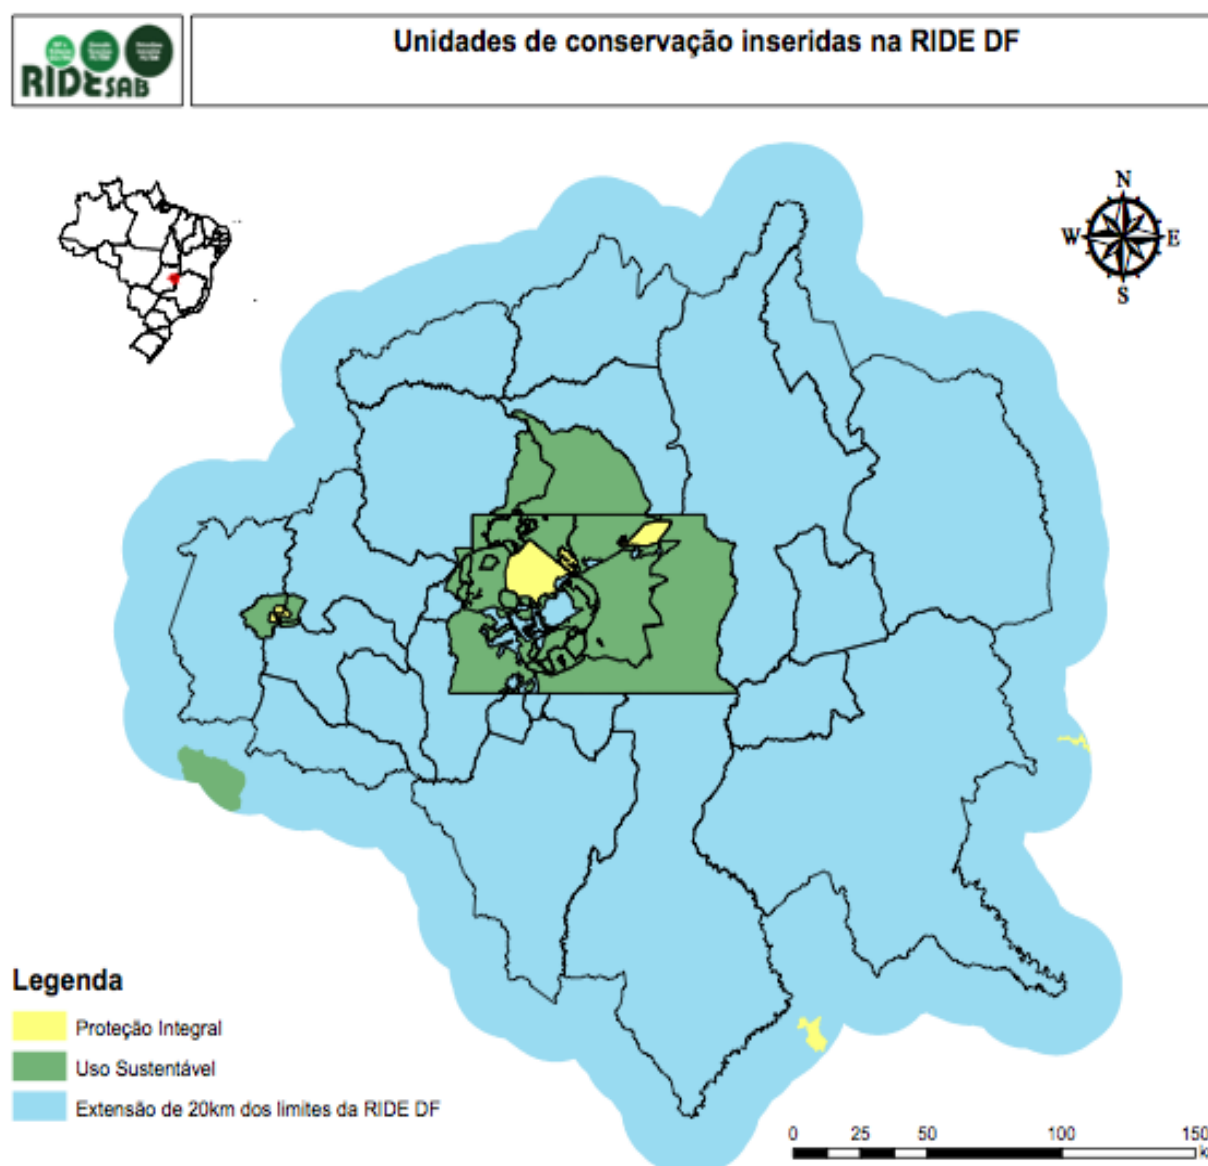 RIDESAB
Unidades de conservação inseridas na RIDE DF
N
W
E
S
Legenda
Proteção Integral
Uso Sustentável
Extensão de 20km dos limites da RIDE DF
0 25 50 100 150